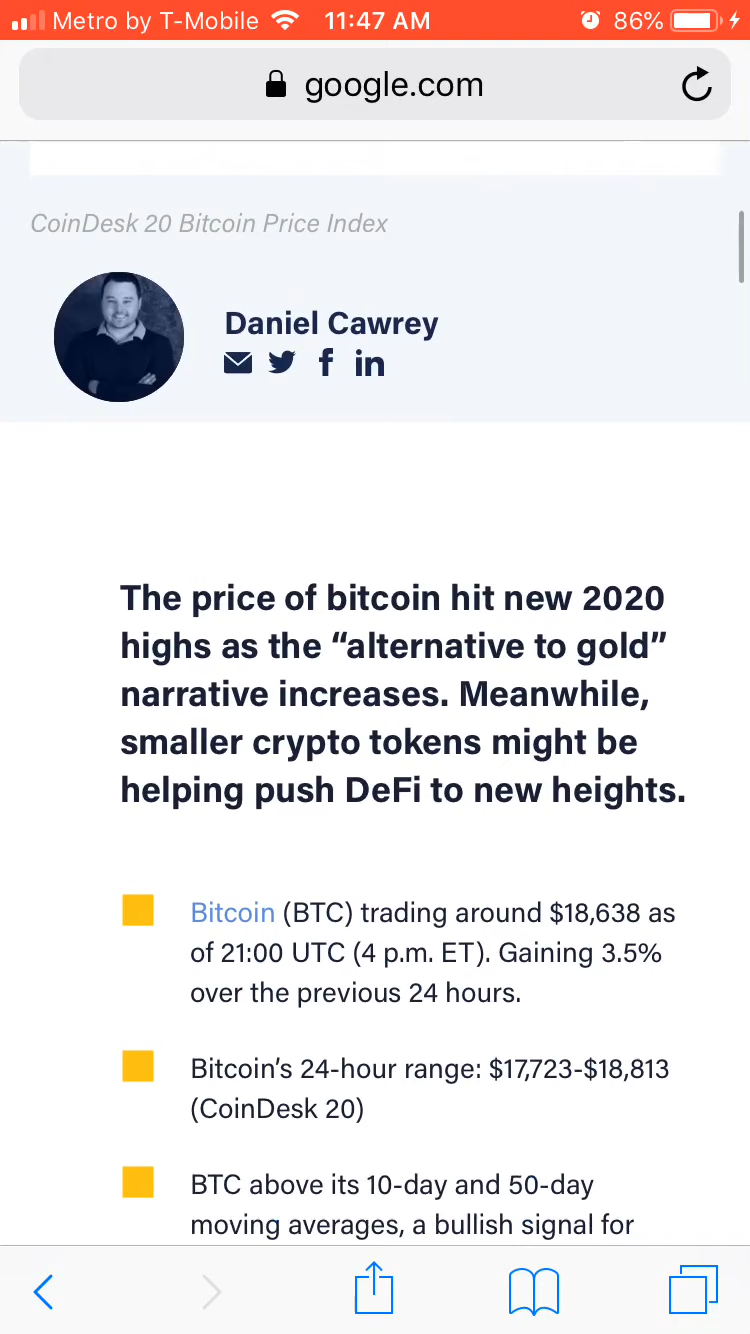 Metro by T-Mobile 11:47 AM 86%
google.com
CoinDesk 20 Bitcoin Price Index
Daniel Cawrey
The price of bitcoin hit new 2020
highs as the “alternative to gold”
narrative increases. Meanwhile,
smaller crypto tokens might be
helping push DeFi to new heights.
Bitcoin (BTC) trading around $18,638 as
of 21:00 UTC (4 p.m. ET). Gaining 3.5%
over the previous 24 hours.
Bitcoin’s 24-hour range: $17,723-$18,813
(CoinDesk 20)
BTC above its 10-day and 50-day
moving averages, a bullish signal for